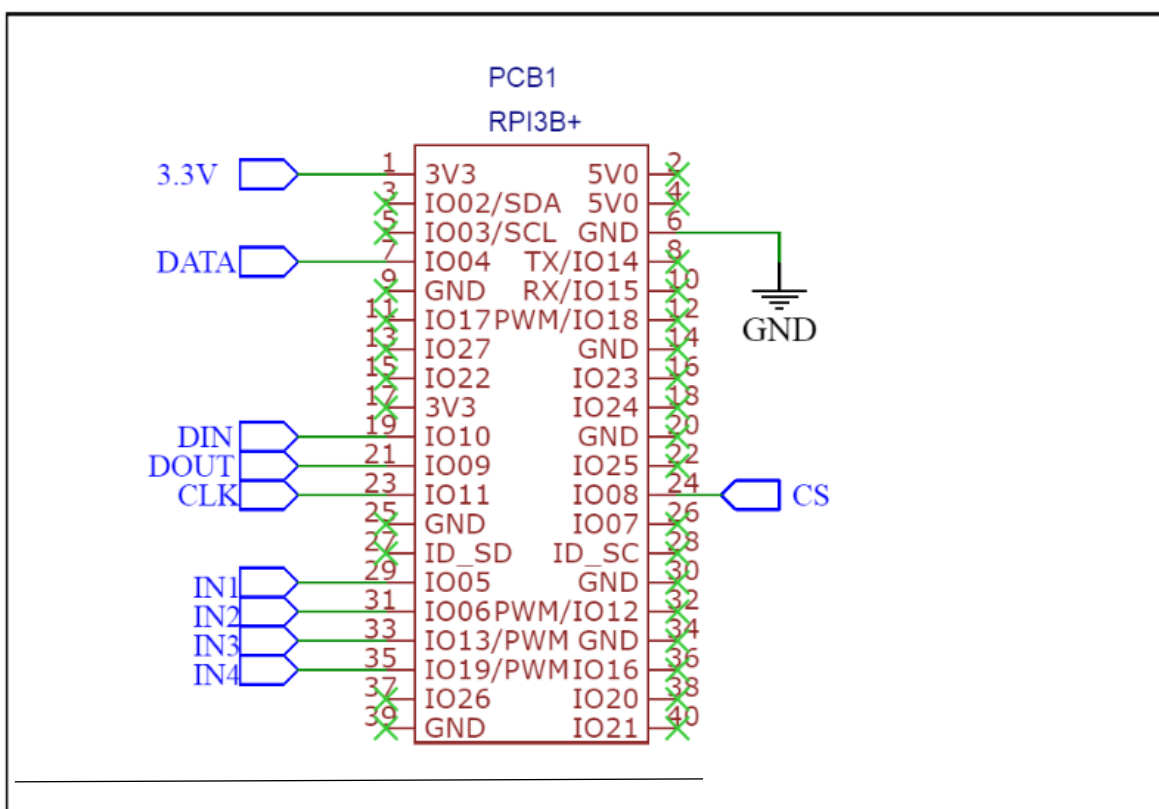 PCB1
RPI3B+
3.3V 1 3V3 5V0 2
3 IO02/SDA 5V0 4
5 IO03/SCL GND 6
DATA 7 IO04 TX/IO14 8
9 GND RX/IO15 10
11 IO17 PWM/IO18 12
13 IO27 GND 14
GND
15 IO22 IO23 16
17 3V3 IO24 18
DIN 19 IO10 GND 20
DOUT 21 IO09 IO25 22
CLK 23 IO11 IO08 24 CS
25 GND IO07 26
27 ID_SD ID_SC 28
IN1 29 IO05 GND 30
IN2 31 IO06 PWM/IO12 32
IN3 33 IO13/PWM GND 34
IN4 35 IO19/PWM IO16 36
37 IO26 IO20 38
39 GND IO21 40